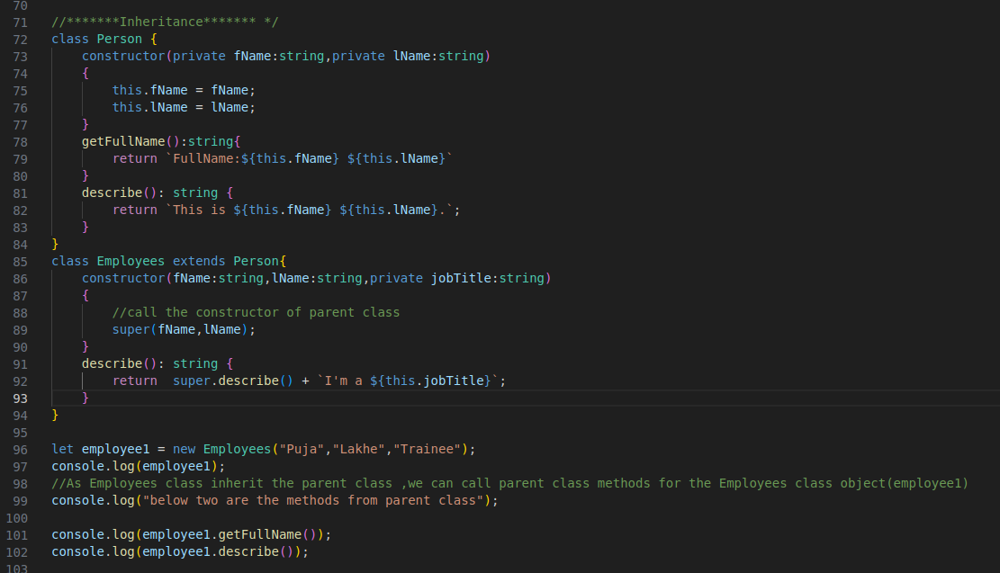 70
71 //*******Inheritance******* */
72 class Person {
73     constructor(private fName:string,private lName:string)
74     {
75         this.fName = fName;
76         this.lName = lName;
77     }
78     getFullName():string{
79         return `FullName:${this.fName} ${this.lName}`
80     }
81     describe(): string {
82         return `This is ${this.fName} ${this.lName}.`;
83     }
84 }
85 class Employees extends Person{
86     constructor(fName:string,lName:string,private jobTitle:string)
87     {
88         //call the constructor of parent class
89         super(fName,lName);
90     }
91     describe(): string {
92         return  super.describe() + `I'm a ${this.jobTitle}`;
93     }
94 }
95
96 let employee1 = new Employees("Puja","Lakhe","Trainee");
97 console.log(employee1);
98 //As Employees class inherit the parent class ,we can call parent class methods for the Employees class object(employee1)
99 console.log("below two are the methods from parent class");
100
101 console.log(employee1.getFullName());
102 console.log(employee1.describe());
103